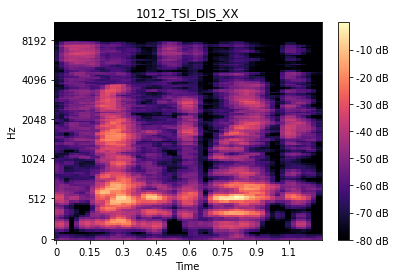 1012_TSI_DIS_XX
8192
4096
2048
1024
512
0
Hz
0 0.15 0.3 0.45 0.6 0.75 0.9 1.1
Time
-10 dB
-20 dB
-30 dB
-40 dB
-50 dB
-60 dB
-70 dB
-80 dB